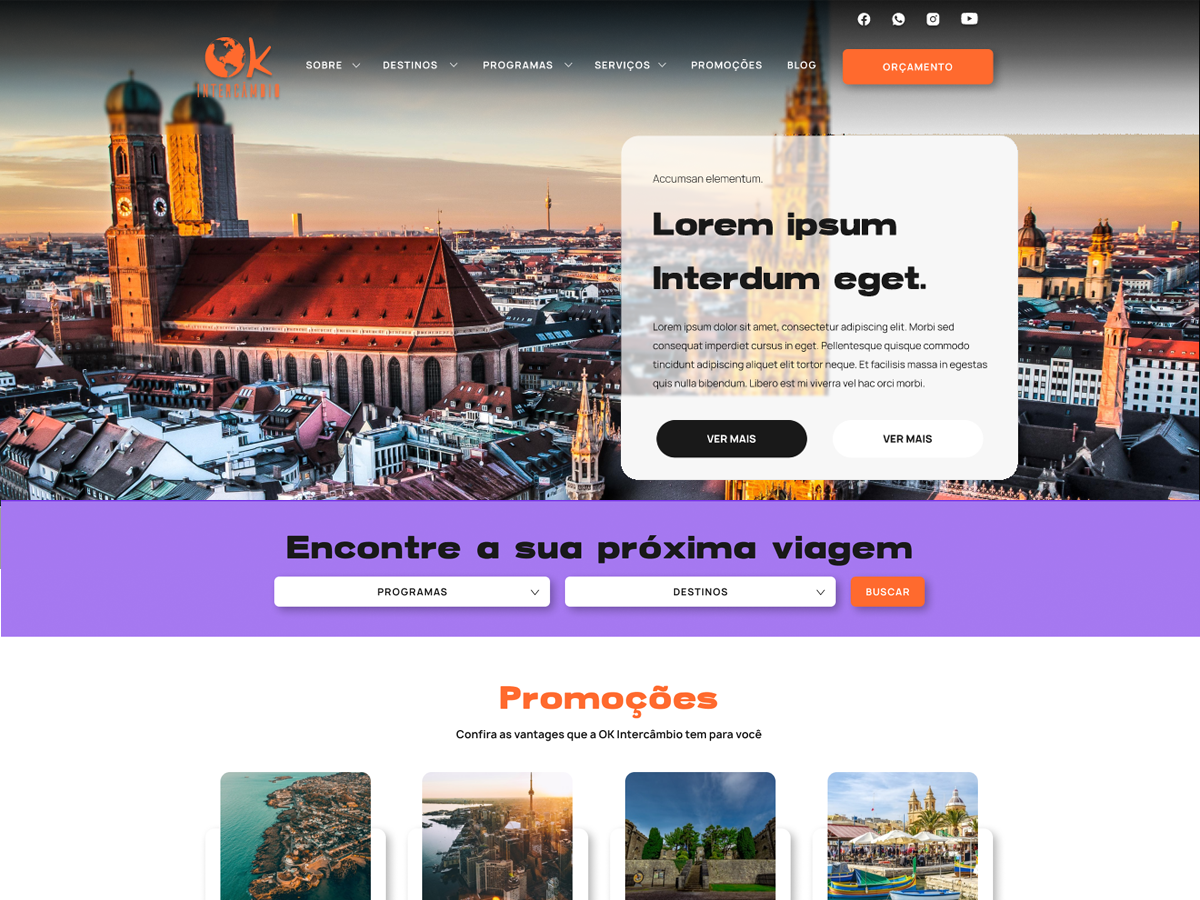 OK
INTERCÂMBIO
SOBRE
DESTINOS
PROGRAMAS
SERVIÇOS
PROMOÇÕES
BLOG
ORÇAMENTO
Accumsan elementum.
Lorem ipsum
Interdum eget.
Lorem ipsum dolor sit amet, consectetur adipiscing elit. Morbi sed
consequat imperdiet cursus in eget. Pellentesque quisque commodo
tincidunt adipiscing aliquet elit tortor neque. Et facilisis massa in egestas
quis nulla bibendum. Libero est mi viverra vel hac orci morbi.
VER MAIS
VER MAIS
Encontre a sua próxima viagem
PROGRAMAS
DESTINOS
BUSCAR
Promoções
Confira as vantages que a OK Intercâmbio tem para você